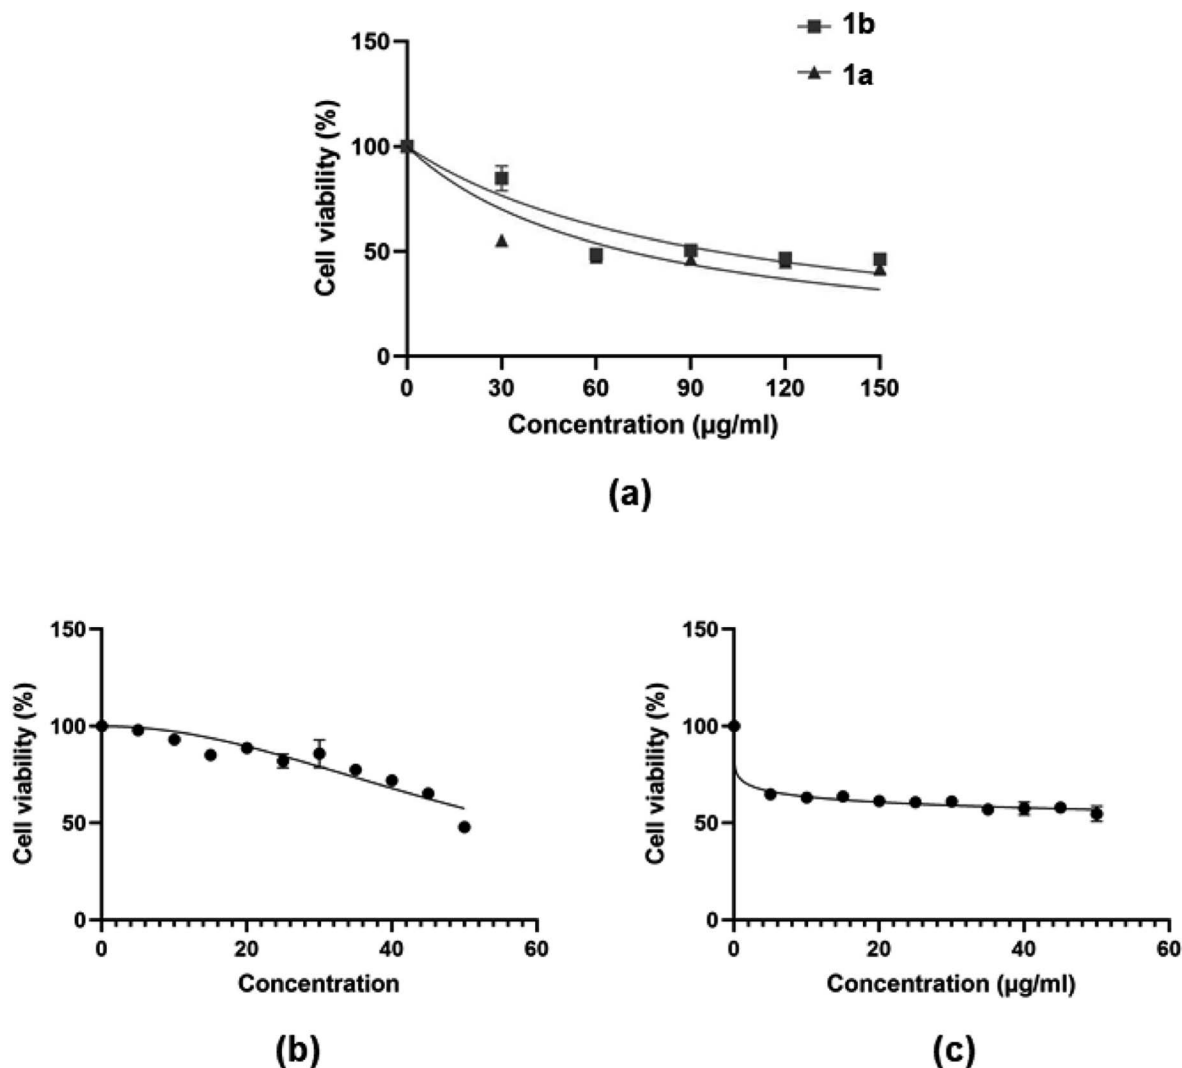 1b
1a
150
100
50
0
Cell viability (%)
0 30 60 90 120 150
Concentration (μg/ml)
(a)
150
100
50
0
Cell viability (%)
0 20 40 60
Concentration
(b)
150
100
50
0
Cell viability (%)
0 20 40 60
Concentration (μg/ml)
(c)